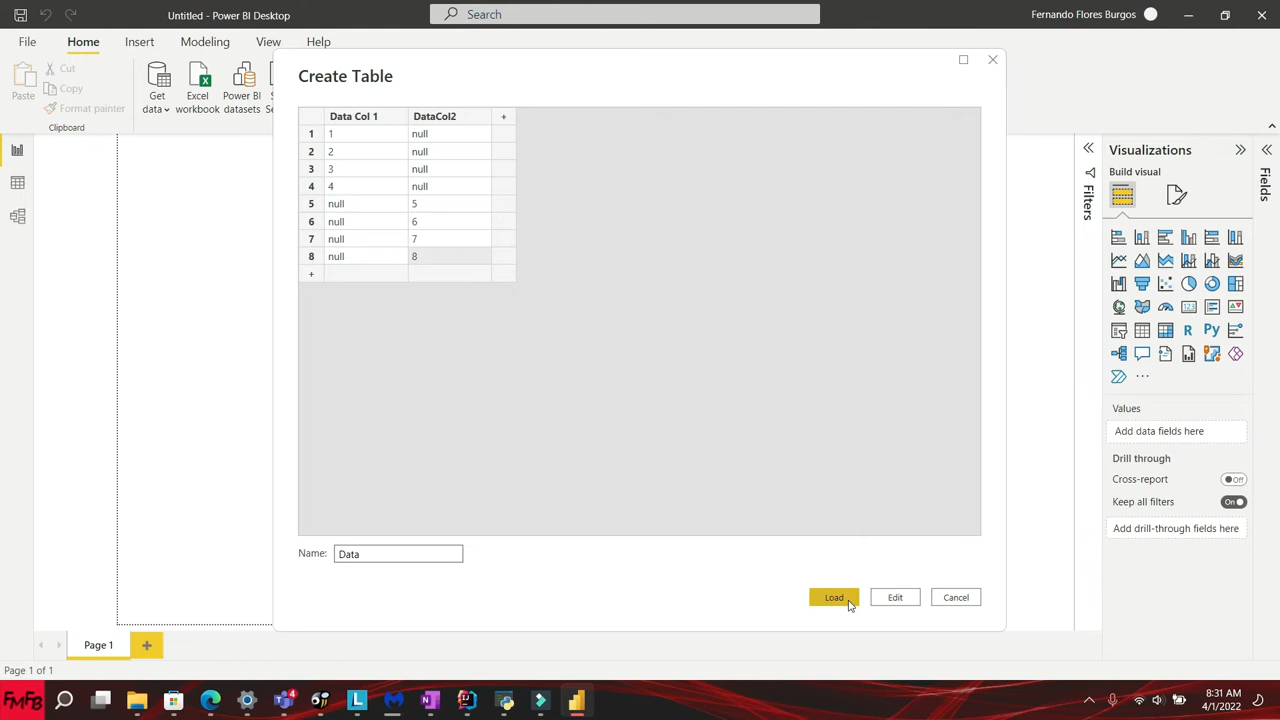 Untitled - Power BI Desktop
Search
Fernando Flores Burgos
File
Home
Insert
Modeling
View
Help
Paste
Cut
Copy
Format painter
Clipboard
Get data
Excel workbook
Power BI datasets
Create Table
Data Col 1 DataCol2 +
1 1 null
2 2 null
3 3 null
4 4 null
5 null 5
6 null 6
7 null 7
8 null 8
+
Name: Data
Load
Edit
Cancel
Filters
Visualizations
Build visual
R
Py
123
Values
Add data fields here
Drill through
Cross-report Off
Keep all filters On
Add drill-through fields here
Fields
Page 1
+
Page 1 of 1
FMFB
4
L
N
8:31 AM
4/1/2022